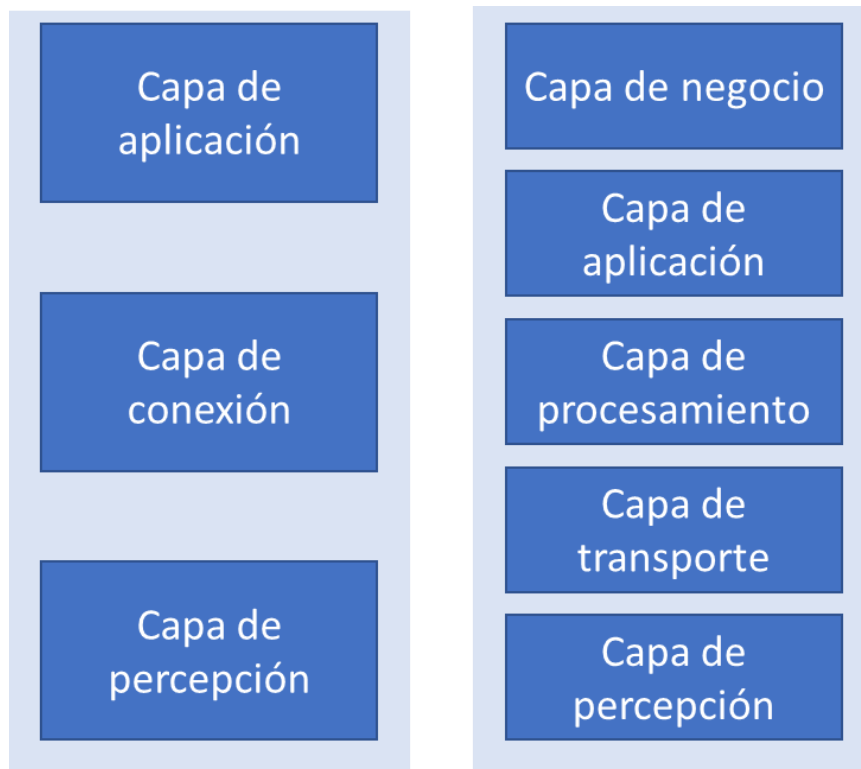 Capa de
aplicación
Capa de
conexión
Capa de
percepción
Capa de negocio
Capa de
aplicación
Capa de
procesamiento
Capa de
transporte
Capa de
percepción